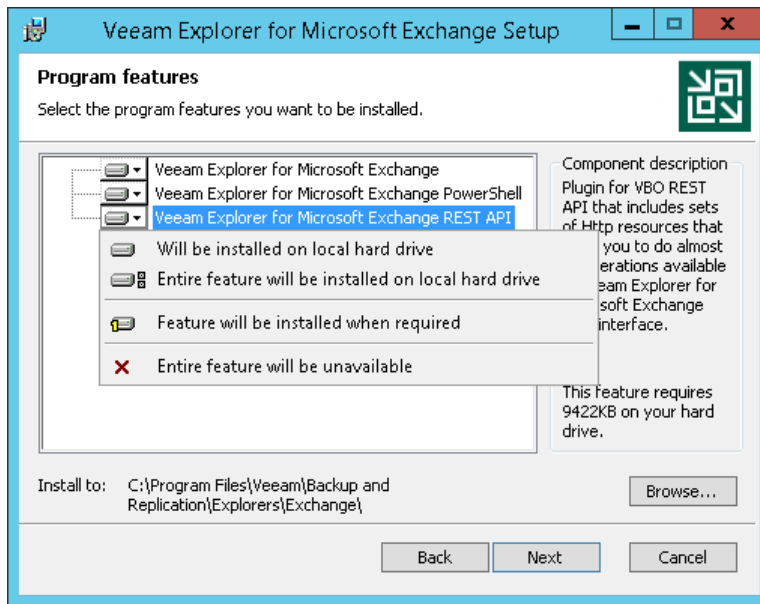 Veeam Explorer for Microsoft Exchange Setup
Program features
Select the program features you want to be installed.
Veeam Explorer for Microsoft Exchange
Veeam Explorer for Microsoft Exchange PowerShell
Veeam Explorer for Microsoft Exchange REST API
Will be installed on local hard drive
Entire feature will be installed on local hard drive
Feature will be installed when required
Entire feature will be unavailable
Component description
Plugin for VBO REST
API that includes sets
of Http resources that
you to do almost
available
Explorer for
Exchange
interface.
This feature requires
9422KB on your hard
drive.
Install to:
C:\Program Files\Veeam\Backup and
Replication\Explorers\Exchange\
Browse...
Back
Next
Cancel